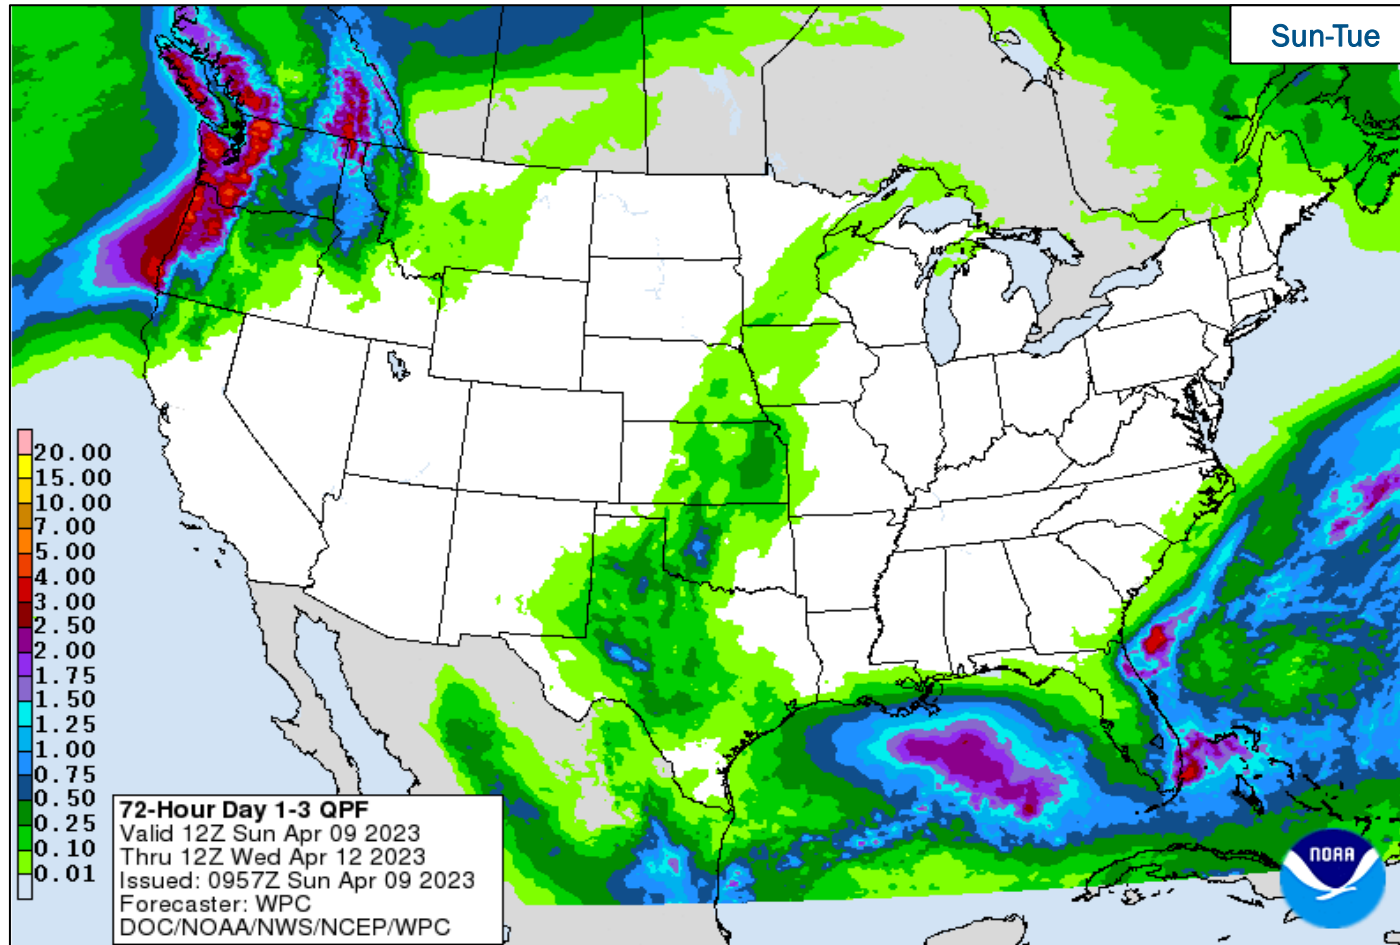 Sun-Tue
20.00
15.00
10.00
7.00
5.00
4.00
3.00
2.50
2.00
1.75
1.50
1.25
1.00
0.75
0.50
0.25
0.10
0.01
72-Hour Day 1-3 QPF
Valid 12Z Sun Apr 09 2023
Thru 12Z Wed Apr 12 2023
Issued: 0957Z Sun Apr 09 2023
Forecaster: WPC
DOC/NOAA/NWS/NCEP/WPC
NOAA